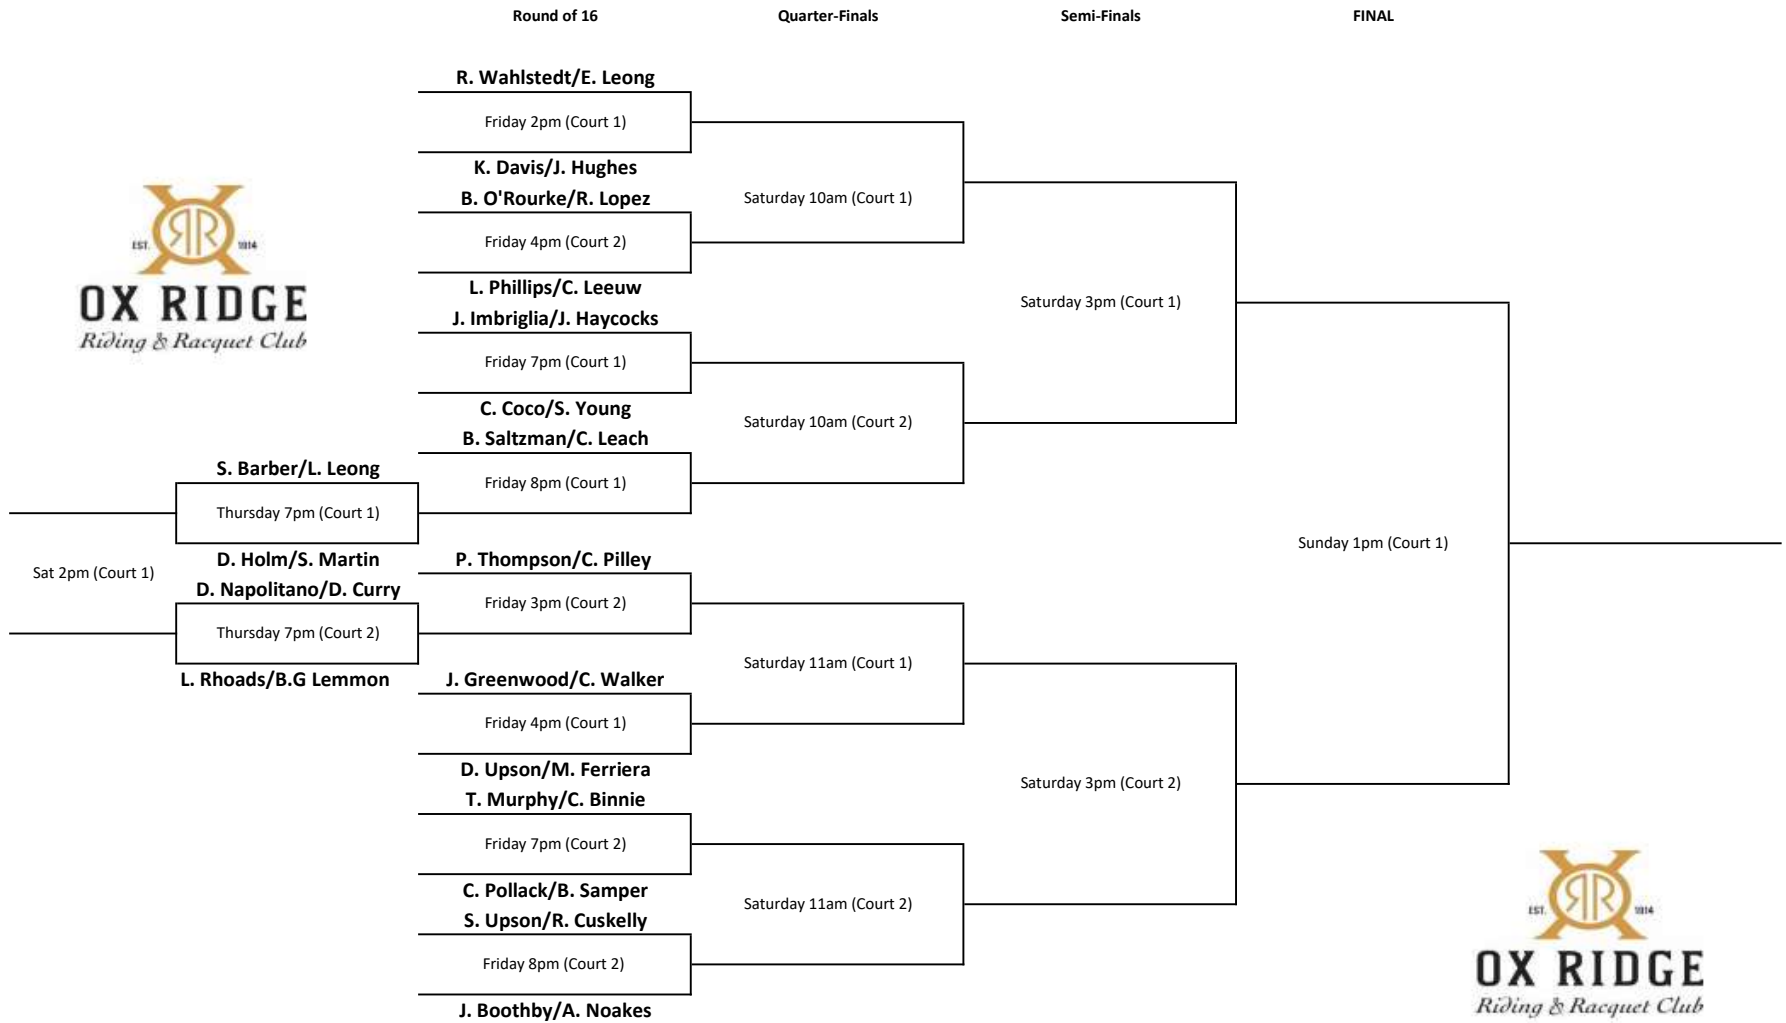 Round of 16
Quarter-Finals
Semi-Finals
FINAL
R. Wahlstedt/E. Leong
Friday 2pm (Court 1)
K. Davis/J. Hughes
B. O'Rourke/R. Lopez
Saturday 10am (Court 1)
Friday 4pm (Court 2)
EST. 1914
RR
OX RIDGE
Riding & Racquet Club
L. Phillips/C. Leeuw
Saturday 3pm (Court 1)
J. Imbriglia/J. Haycocks
Friday 7pm (Court 1)
C. Coco/S. Young
Saturday 10am (Court 2)
B. Saltzman/C. Leach
S. Barber/L. Leong
Friday 8pm (Court 1)
Thursday 7pm (Court 1)
Sunday 1pm (Court 1)
D. Holm/S. Martin
P. Thompson/C. Pilley
Sat 2pm (Court 1)
D. Napolitano/D. Curry
Friday 3pm (Court 2)
Thursday 7pm (Court 2)
Saturday 11am (Court 1)
L. Rhoads/B.G Lemmon
J. Greenwood/C. Walker
Friday 4pm (Court 1)
D. Upson/M. Ferriera
Saturday 3pm (Court 2)
T. Murphy/C. Binnie
Friday 7pm (Court 2)
C. Pollack/B. Samper
Saturday 11am (Court 2)
S. Upson/R. Cuskelly
Friday 8pm (Court 2)
J. Boothby/A. Noakes
EST. 1914
RR
OX RIDGE
Riding & Racquet Club